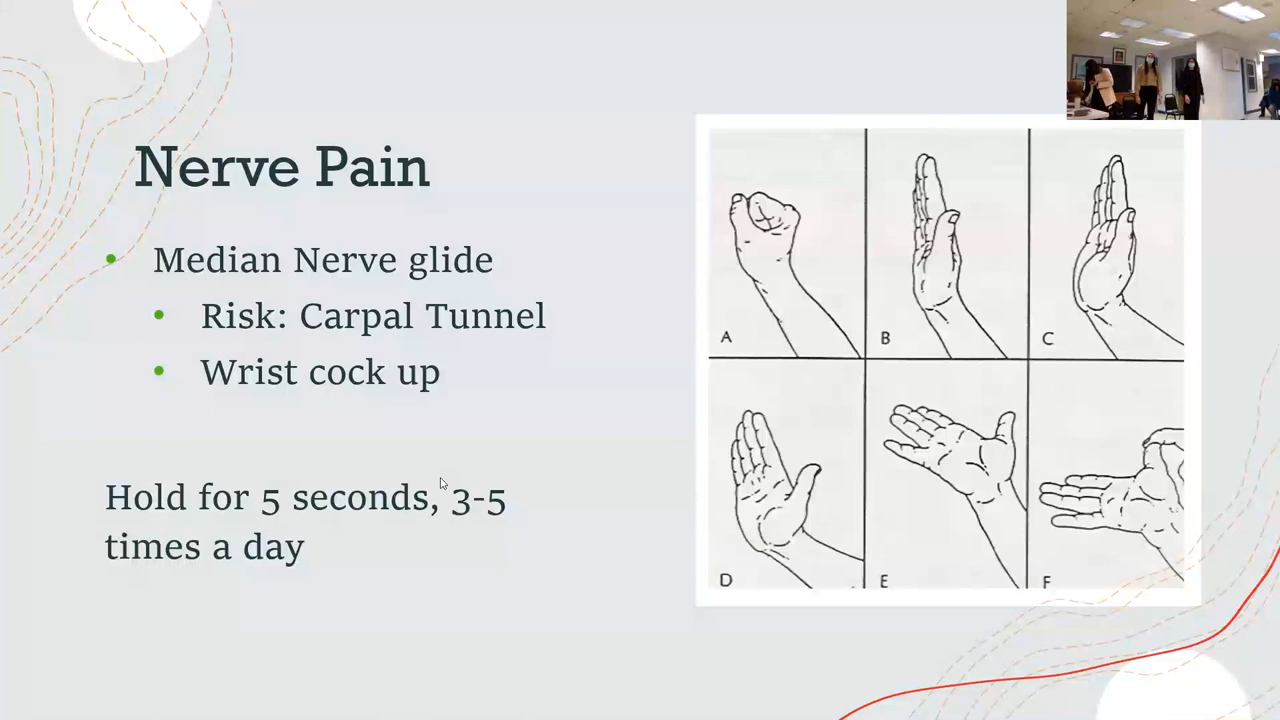 Nerve Pain
Median Nerve glide
Risk: Carpal Tunnel
Wrist cock up
Hold for 5 seconds, 3-5
times a day
A
B
C
D
E
F